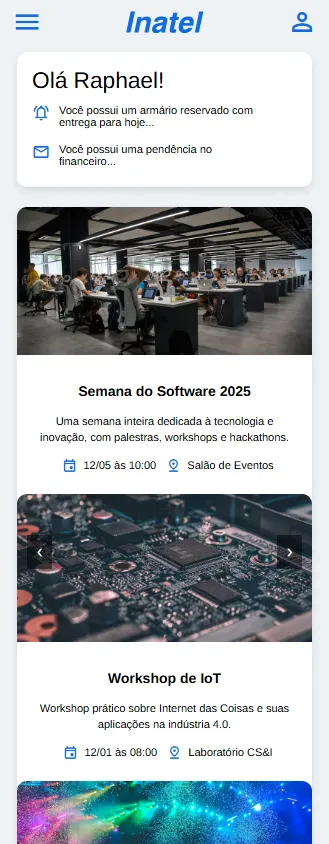 Inatel
Olá Raphael!
Você possui um armário reservado com
entrega para hoje...
Você possui uma pendência no
financeiro...
Semana do Software 2025
Uma semana inteira dedicada à tecnologia e
inovação, com palestras, workshops e hackathons.
12/05 às 10:00 Salão de Eventos
‹ ›
Workshop de IoT
Workshop prático sobre Internet das Coisas e suas
aplicações na indústria 4.0.
12/01 às 08:00 Laboratório CS&I